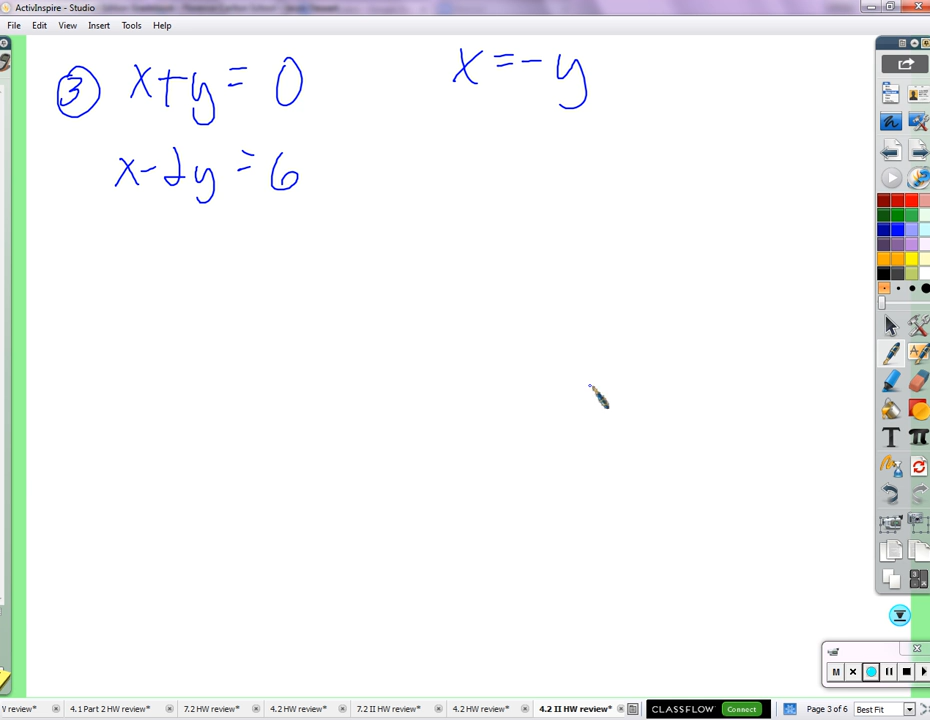 ActivInspire - Studio
File Edit View Insert Tools Help
③ x+y = 0
x = -y
x-2y = 6
V review*
4.1 Part 2 HW review*
7.2 HW review*
4.2 HW review*
7.2 II HW review*
4.2 HW review*
4.2 II HW review*
CLASSFLOW Connect
Page 3 of 6
Best Fit
M